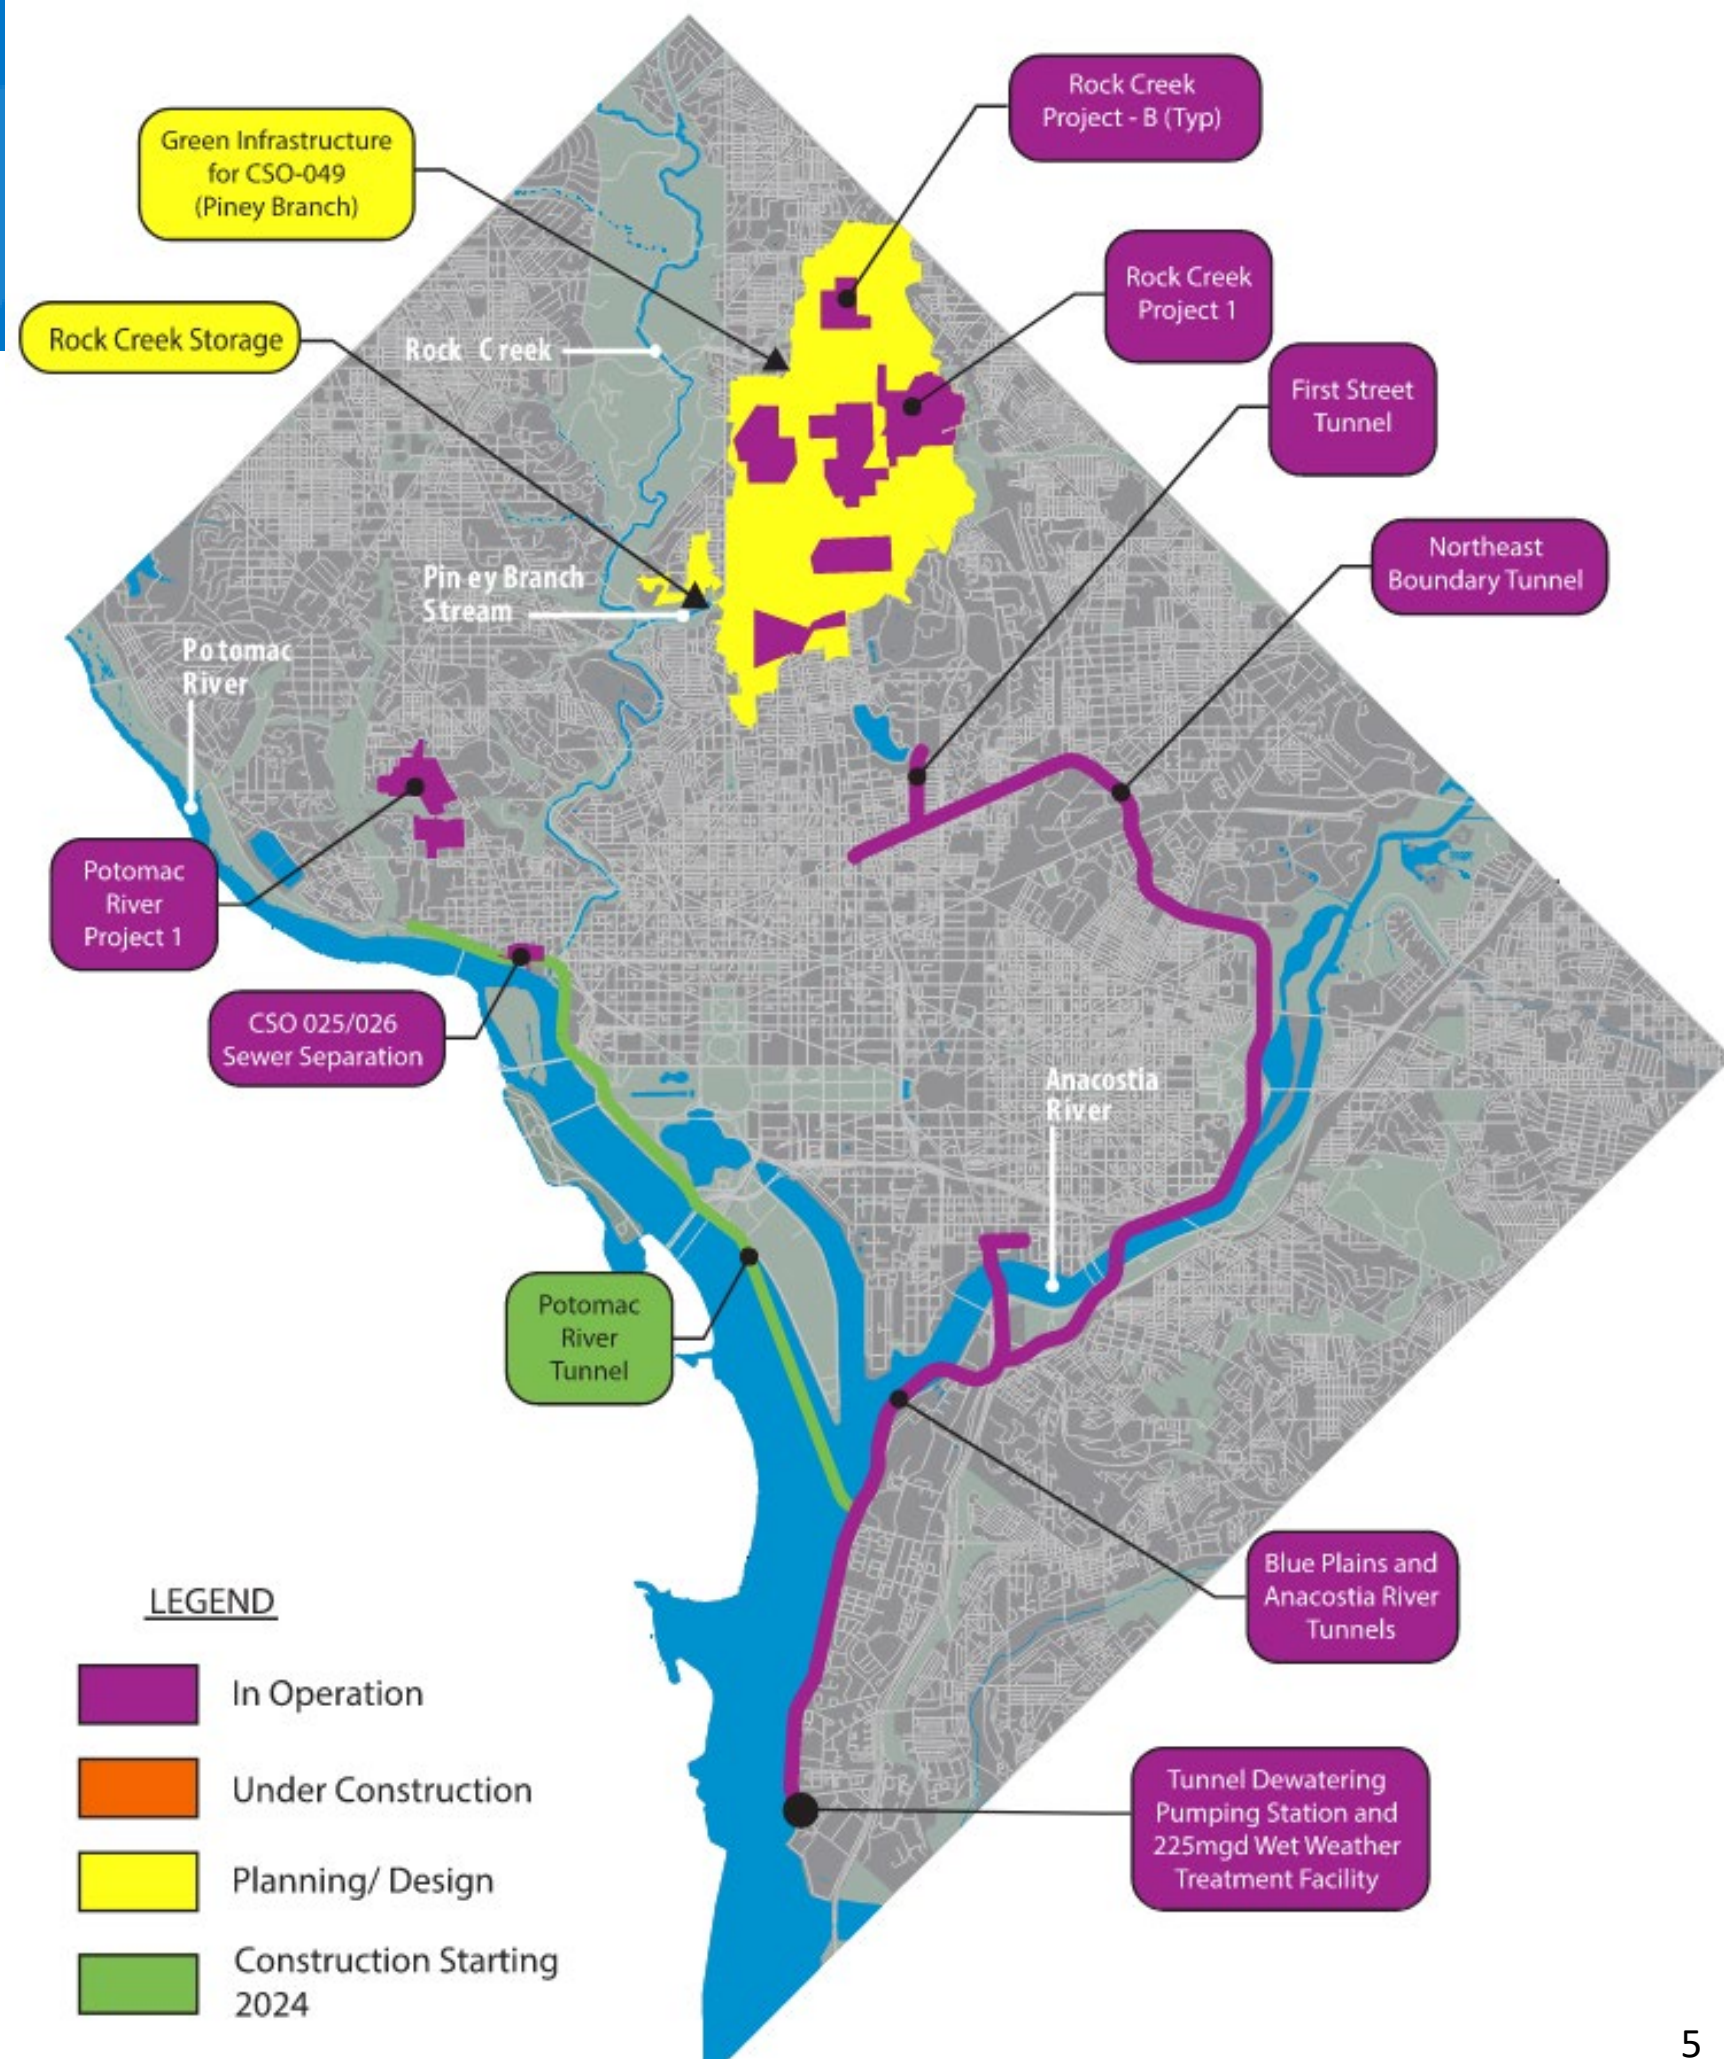 Rock Creek
Project - B (Typ)
Green Infrastructure
for CSO-049
(Piney Branch)
Rock Creek
Project 1
Rock Creek Storage
Rock Creek
First Street
Tunnel
Northeast
Boundary Tunnel
Piney Branch
Stream
Potomac
River
Potomac
River
Project 1
CSO 025/026
Sewer Separation
Anacostia
River
Potomac
River
Tunnel
Blue Plains and
Anacostia River
Tunnels
Tunnel Dewatering
Pumping Station and
225mgd Wet Weather
Treatment Facility
LEGEND
In Operation
Under Construction
Planning/ Design
Construction Starting
2024
5